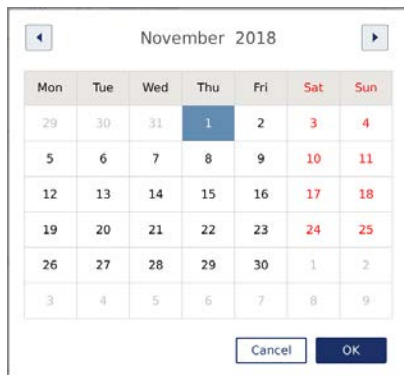 November 2018
Mon Tue Wed Thu Fri Sat Sun
29 30 31 1 2 3 4
5 6 7 8 9 10 11
12 13 14 15 16 17 18
19 20 21 22 23 24 25
26 27 28 29 30 1 2
3 4 5 6 7 8 9
Cancel OK